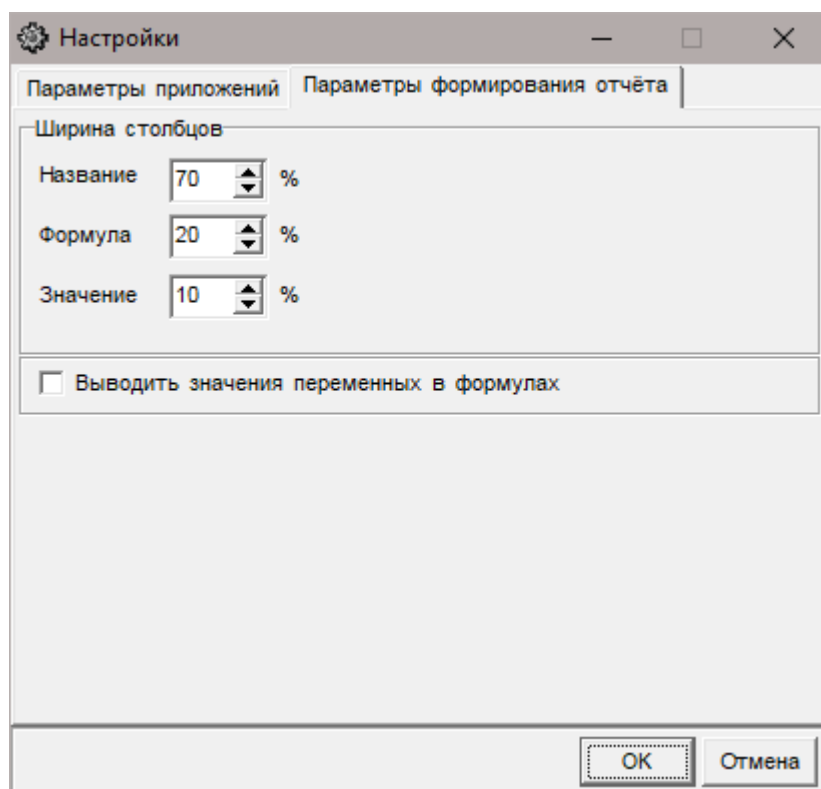 Настройки
Параметры приложений Параметры формирования отчёта
Ширина столбцов
Название 70 %
Формула 20 %
Значение 10 %
Выводить значения переменных в формулах
OK Отмена